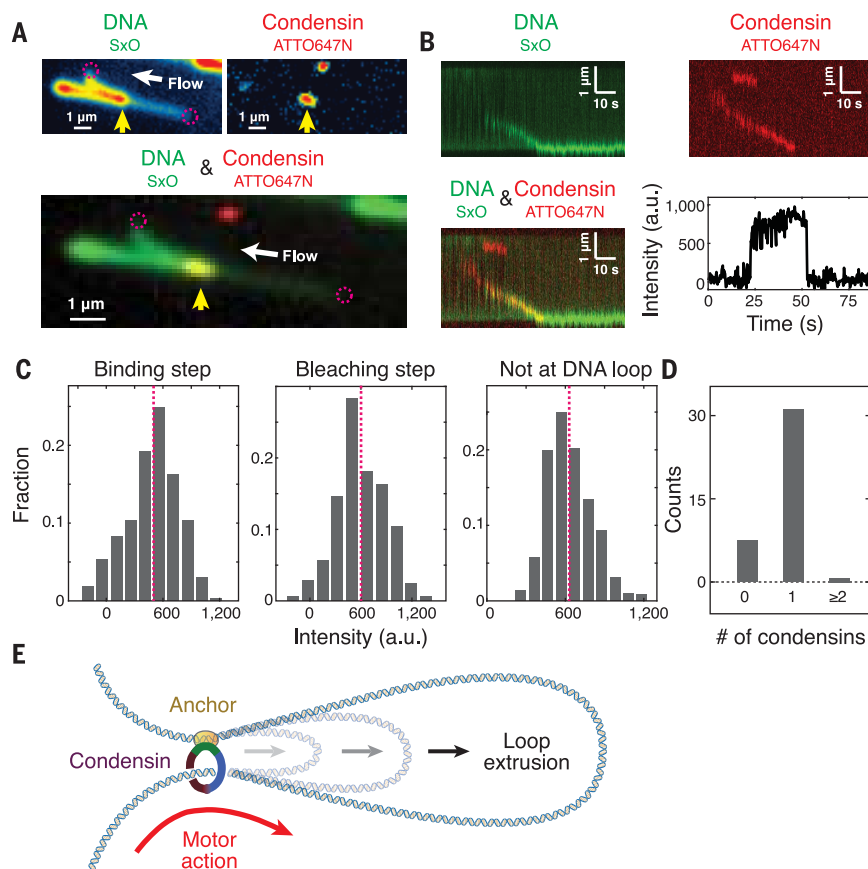 A
DNA
SxO
Condensin
ATTO647N
Flow
1 μm
1 μm
DNA & Condensin
SxO ATTO647N
Flow
1 μm
B
DNA
SxO
1 μm
10 s
Condensin
ATTO647N
1 μm
10 s
DNA & Condensin
SxO ATTO647N
1 μm
10 s
Intensity (a.u.)
1,000
500
0
0 25 50 75
Time (s)
C
Binding step
Bleaching step
Not at DNA loop
Fraction
0.2
0.1
0
0 600 1,200
0.2
0.1
0
0 600 1,200
0.2
0.1
0
0 600 1,200
Intensity (a.u.)
D
Counts
30
15
0
0 1 ≥2
# of condensins
E
Anchor
Condensin
Loop
extrusion
Motor
action